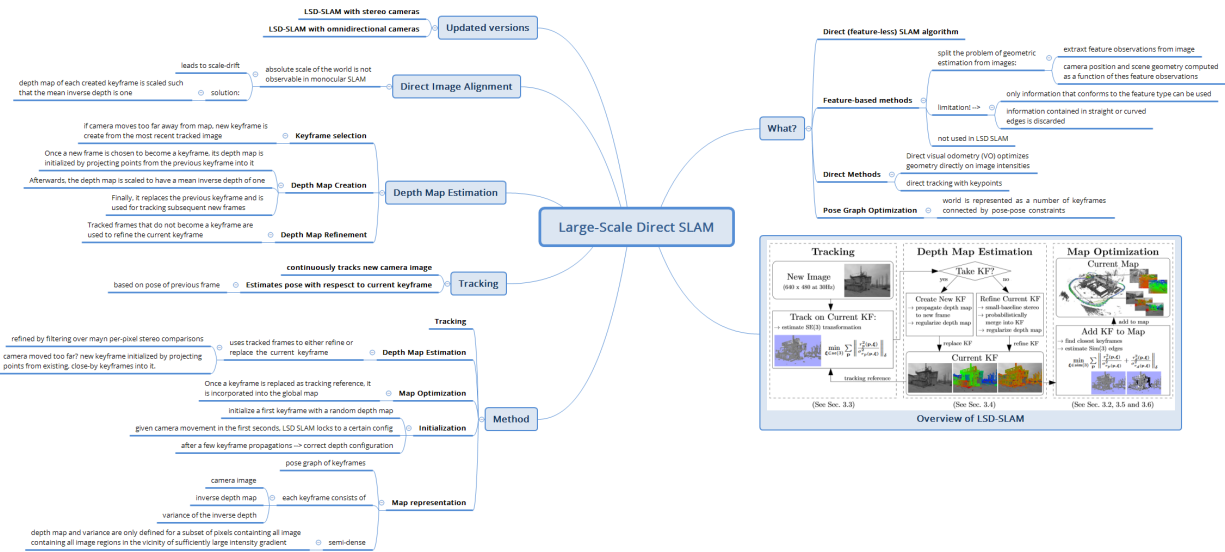 LSD-SLAM with stereo cameras
LSD-SLAM with omnidirectional cameras
Updated versions
leads to scale-drift
absolute scale of the world is not
observable in monocular SLAM
depth map of each created keyframe is scaled such
that the mean inverse depth is one
solution:
Direct Image Alignment
if camera moves too far away from map, new keyframe is
create from the most recent tracked image
Keyframe selection
Once a new frame is chosen to become a keyframe, its depth map is
initialized by projecting points from the previous keyframe into it
Afterwards, the depth map is scaled to have a mean inverse depth of one
Depth Map Creation
Finally, it replaces the previous keyframe and is
used for tracking subsequent new frames
Tracked frames that do not become a keyframe are
used to refine the current keyframe
Depth Map Refinement
Depth Map Estimation
continuously tracks new camera image
based on pose of previous frame
Estimates pose with respect to current keyframe
Tracking
Tracking
refined by filtering over mayn per-pixel stereo comparisons
camera moved too far? new keyframe initialized by projecting
points from existing, close-by keyframes into it.
uses tracked frames to either refine or
replace the current keyframe
Depth Map Estimation
Once a keyframe is replaced as tracking reference, it
is incorporated into the global map
Map Optimization
Initialize a first keyframe with a random depth map
given camera movement in the first seconds, LSD SLAM locks to a certain config
Initialization
after a few keyframe propagations --> correct depth configuration
Method
pose graph of keyframes
camera image
inverse depth map
each keyframe consists of
variance of the inverse depth
Map representation
depth map and variance are only defined for a subset of pixels containting all image
containing all image regions in the vicinity of sufficiently large intensity gradient
semi-dense
Large-Scale Direct SLAM
What?
Direct (feature-less) SLAM algorithm
Feature-based methods
split the problem of geometric
estimation from images:
extraxt feature observations from image
camera position and scene geometry computed
as a function of thes feature observations
limitation! -->
only information that conforms to the feature type can be used
information contained in straight or curved
edges is discarded
not used in LSD SLAM
Direct Methods
Direct visual odometry (VO) optimizes
geometry directly on image intensities
direct tracking with keypoints
Pose Graph Optimization
world is represented as a number of keyframes
connected by pose-pose constraints
Tracking
New Image
(640 x 480 at 30Hz)
Track on Current KF:
→ estimate SE(3) transformation
tracking reference
(See Sec. 3.3)
Depth Map Estimation
Take KF?
yes
no
Create New KF
→ propagate depth map
to new frame
→ regularize depth map
Refine Current KF
→ small-baseline stereo
→ probabilistically
merge into KF
→ regularize depth map
replace KF
refine KF
Current KF
(See Sec. 3.4)
Map Optimization
Current Map
add to map
Add KF to Map
→ find closest keyframes
→ estimate Sim(3) edges
(See Sec. 3.2, 3.5 and 3.6)
Overview of LSD-SLAM